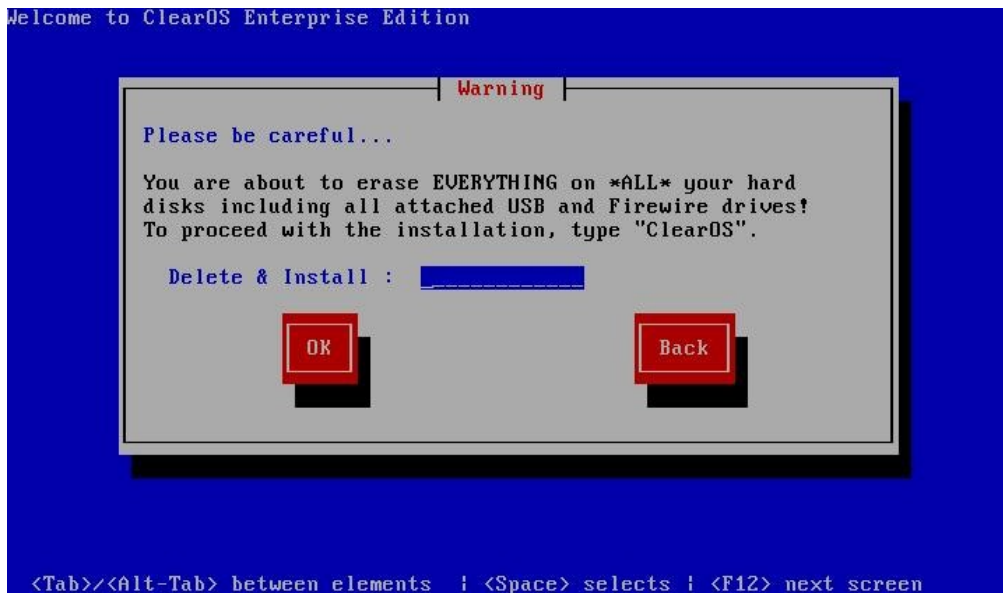 Welcome to ClearOS Enterprise Edition
Warning
Please be careful...
You are about to erase EVERYTHING on *ALL* your hard
disks including all attached USB and Firewire drives!
To proceed with the installation, type "ClearOS".
Delete & Install :
OK Back
<Tab>/<Alt-Tab> between elements | <Space> selects | <F12> next screen